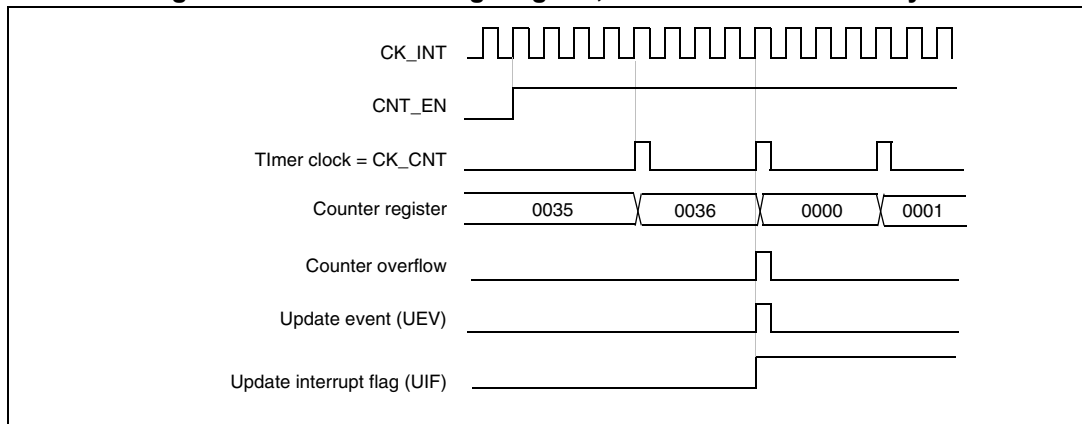 CK_INT
CNT_EN
TImer clock = CK_CNT
Counter register 0035 0036 0000 0001
Counter overflow
Update event (UEV)
Update interrupt flag (UIF)